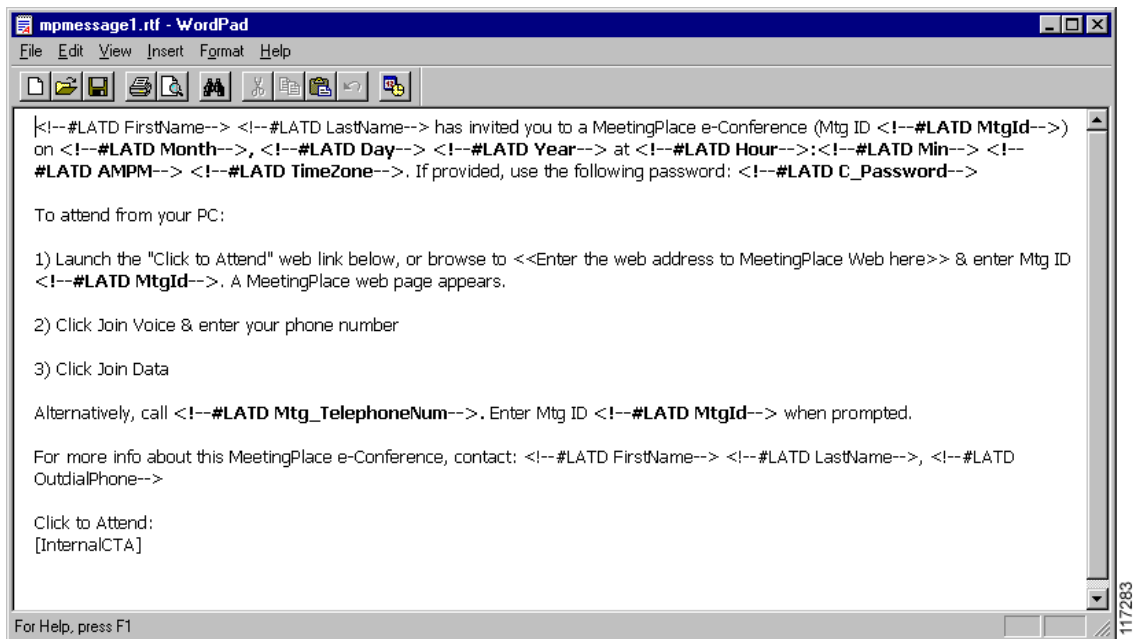 mpmessage1.rtf - WordPad
File Edit View Insert Format Help
<!--#LATD FirstName--> <!--#LATD LastName--> has invited you to a MeetingPlace e-Conference (Mtg ID <!--#LATD MtgId-->)
on <!--#LATD Month-->, <!--#LATD Day--> <!--#LATD Year--> at <!--#LATD Hour-->:<!--#LATD Min--> <!--
#LATD AMPM--> <!--#LATD TimeZone-->. If provided, use the following password: <!--#LATD C_Password-->
To attend from your PC:
1) Launch the "Click to Attend" web link below, or browse to <<Enter the web address to MeetingPlace Web here>> & enter Mtg ID
<!--#LATD MtgId-->. A MeetingPlace web page appears.
2) Click Join Voice & enter your phone number
3) Click Join Data
Alternatively, call <!--#LATD Mtg_TelephoneNum-->. Enter Mtg ID <!--#LATD MtgId--> when prompted.
For more info about this MeetingPlace e-Conference, contact: <!--#LATD FirstName--> <!--#LATD LastName-->, <!--#LATD
OutdialPhone-->
Click to Attend:
[InternalCTA]
For Help, press F1
117283